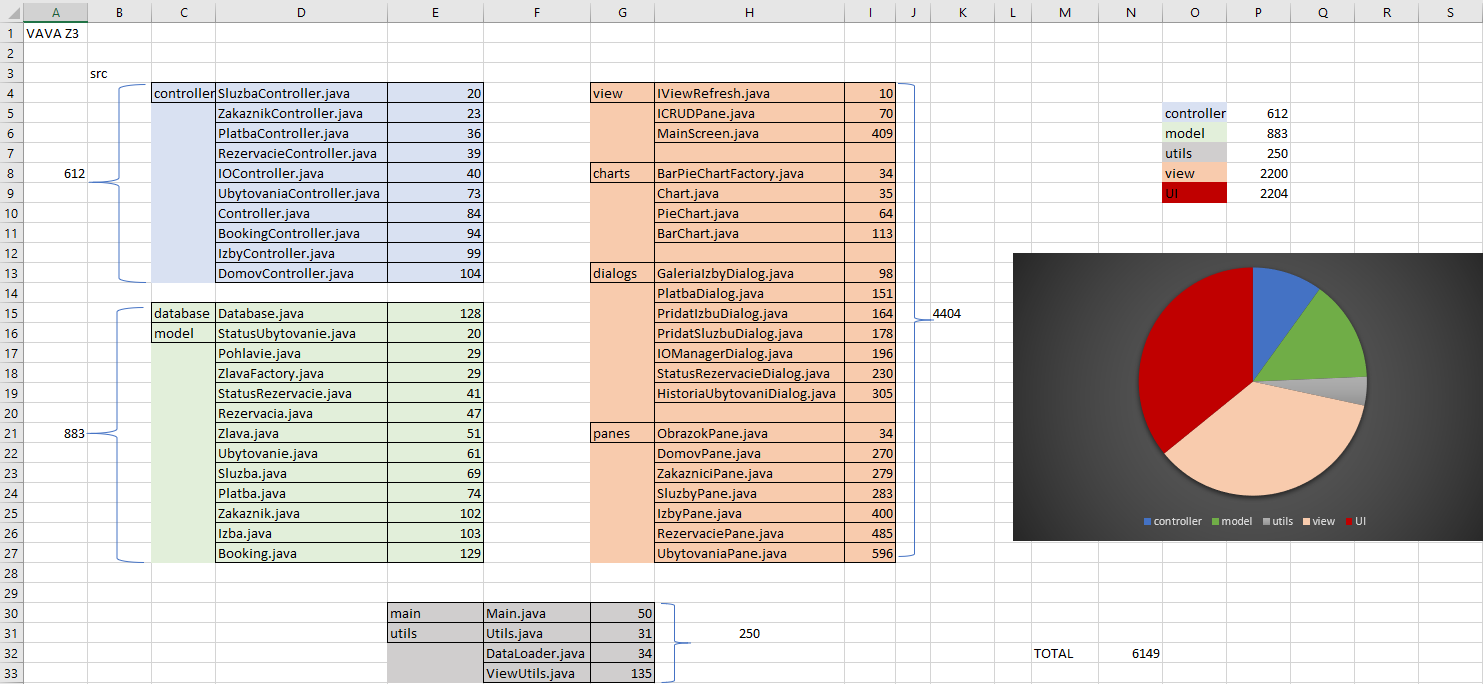 A B C D E F G H I J K L M N O P Q R S
1 VAVA Z3
2
3 src
4 controller SluzbaController.java 20 view IViewRefresh.java 10
5 ZakaznikController.java 23 ICRUDPane.java 70 controller 612
6 PlatbaController.java 36 MainScreen.java 409 model 883
7 RezervacieController.java 39 utils 250
8 612 IOController.java 40 charts BarPieChartFactory.java 34 view 2200
9 UbytovaniaController.java 73 Chart.java 35 UI 2204
10 Controller.java 84 PieChart.java 64
11 BookingController.java 94 BarChart.java 113
12 IzbyController.java 99
13 DomovController.java 104 dialogs GaleriaIzbyDialog.java 98
14 PlatbaDialog.java 151
15 database Database.java 128 PridatIzbuDialog.java 164 4404
16 model StatusUbytovanie.java 20 PridatSluzbuDialog.java 178
17 Pohlavie.java 29 IOManagerDialog.java 196
18 ZlavaFactory.java 29 StatusRezervacieDialog.java 230
19 StatusRezervacie.java 41 HistoriaUbytovaniDialog.java 305
20 Rezervacia.java 47
21 883 Zlava.java 51 panes ObrazokPane.java 34
22 Ubytovanie.java 61 DomovPane.java 270
23 Sluzba.java 69 ZakazniciPane.java 279
24 Platba.java 74 SluzbyPane.java 283
25 Zakaznik.java 102 IzbyPane.java 400
26 Izba.java 103 RezervaciePane.java 485
controller model utils view UI
27 Booking.java 129 UbytovaniaPane.java 596
28
29
30 main Main.java 50
31 utils Utils.java 31 250
32 DataLoader.java 34 TOTAL 6149
33 ViewUtils.java 135